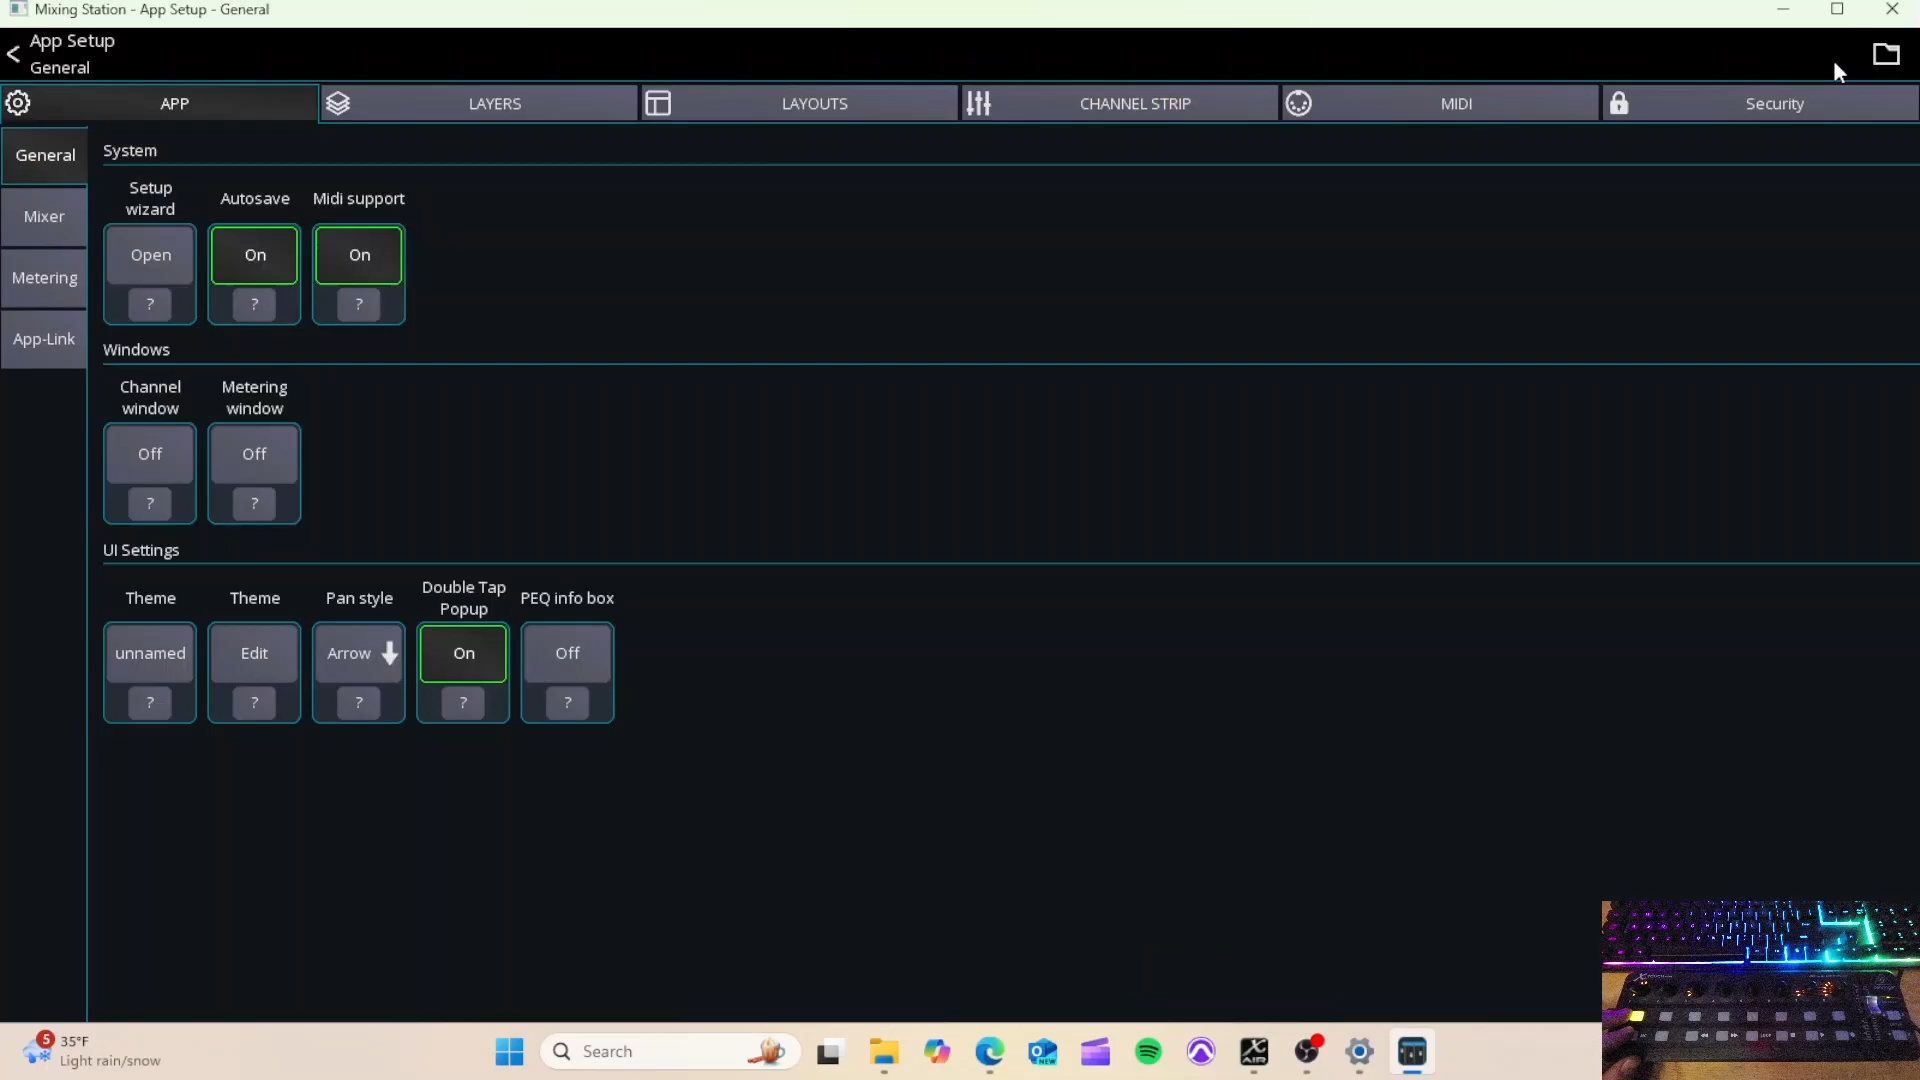 Mixing Station - App Setup - General
App Setup
General
APP
LAYERS
LAYOUTS
CHANNEL STRIP
MIDI
Security
General
Mixer
Metering
App-Link
System
Setup wizard
Autosave
Midi support
Open
On
On
?
?
?
Windows
Channel window
Metering window
Off
Off
?
?
UI Settings
Theme
Theme
Pan style
Double Tap Popup
PEQ info box
unnamed
Edit
Arrow
On
Off
?
?
?
?
?
5
35°F
Light rain/snow
Search
NEW
X AIR